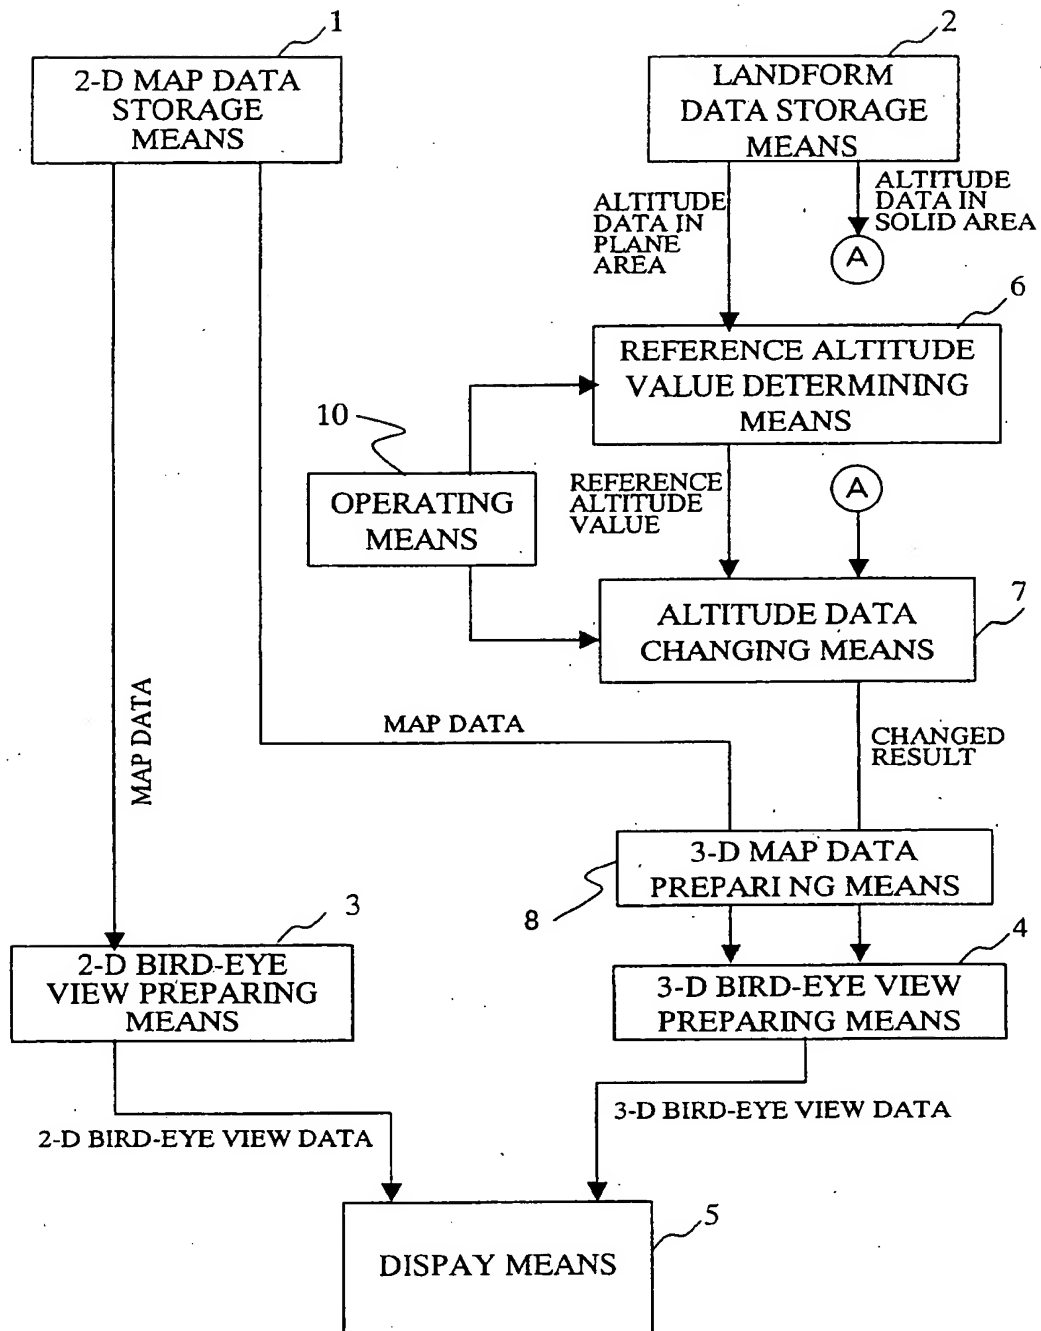 1
2-D MAP DATA
STORAGE
MEANS
2
LANDFORM
DATA STORAGE
MEANS
ALTITUDE
DATA IN
PLANE
AREA
ALTITUDE
DATA IN
SOLID AREA
A
6
REFERENCE ALTITUDE
VALUE DETERMINING
MEANS
10
OPERATING
MEANS
REFERENCE
ALTITUDE
VALUE
A
7
ALTITUDE DATA
CHANGING MEANS
MAP DATA
MAP DATA
CHANGED
RESULT
8
3-D MAP DATA
PREPARI NG MEANS
3
2-D BIRD-EYE
VIEW PREPARING
MEANS
4
3-D BIRD-EYE VIEW
PREPARING MEANS
2-D BIRD-EYE VIEW DATA
3-D BIRD-EYE VIEW DATA
5
DISPAY MEANS